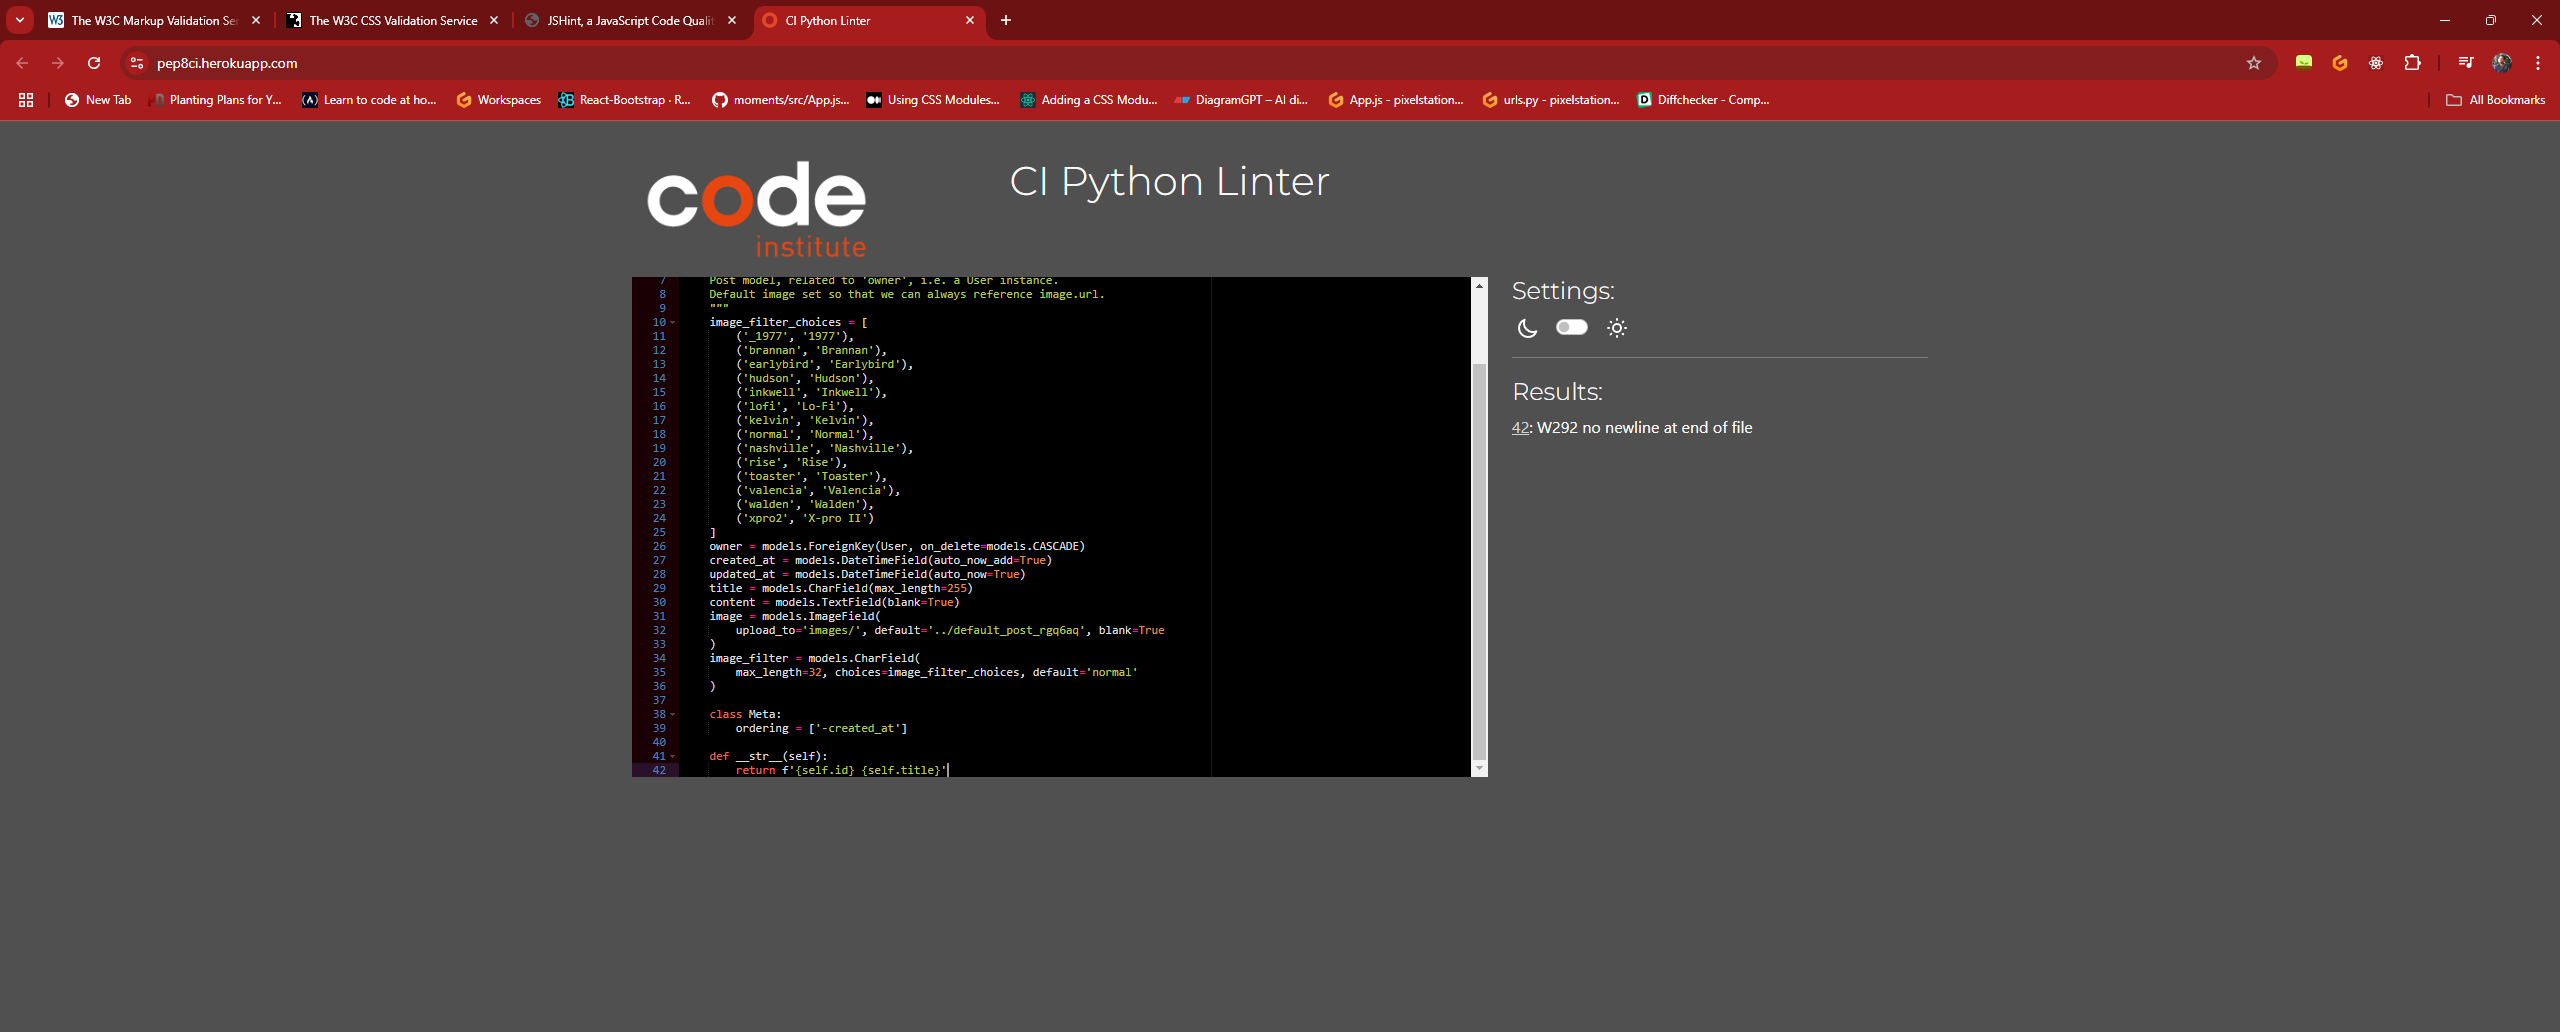 The W3C Markup Validation Se
The W3C CSS Validation Service
JSHint, a JavaScript Code Qualit
CI Python Linter
pep8ci.herokuapp.com
New Tab
Planting Plans for Y...
Learn to code at ho...
Workspaces
React-Bootstrap · R...
moments/src/App.js...
Using CSS Modules...
Adding a CSS Modu...
DiagramGPT – AI di...
App.js - pixelstation...
urls.py - pixelstation...
Diffchecker - Comp...
All Bookmarks
code
institute
CI Python Linter
7 Post model, related to 'owner', i.e. a User instance.
8 Default image set so that we can always reference image.url.
9 """
10 image_filter_choices = [
11 ('_1977', '1977'),
12 ('brannan', 'Brannan'),
13 ('earlybird', 'Earlybird'),
14 ('hudson', 'Hudson'),
15 ('inkwell', 'Inkwell'),
16 ('lofi', 'Lo-Fi'),
17 ('kelvin', 'Kelvin'),
18 ('normal', 'Normal'),
19 ('nashville', 'Nashville'),
20 ('rise', 'Rise'),
21 ('toaster', 'Toaster'),
22 ('valencia', 'Valencia'),
23 ('walden', 'Walden'),
24 ('xpro2', 'X-pro II')
25 ]
26 owner = models.ForeignKey(User, on_delete=models.CASCADE)
27 created_at = models.DateTimeField(auto_now_add=True)
28 updated_at = models.DateTimeField(auto_now=True)
29 title = models.CharField(max_length=255)
30 content = models.TextField(blank=True)
31 image = models.ImageField(
32 upload_to='images/', default='../default_post_rgq6aq', blank=True
33 )
34 image_filter = models.CharField(
35 max_length=32, choices=image_filter_choices, default='normal'
36 )
37
38 class Meta:
39 ordering = ['-created_at']
40
41 def __str__(self):
42 return f'{self.id} {self.title}'
Settings:
Results:
42: W292 no newline at end of file